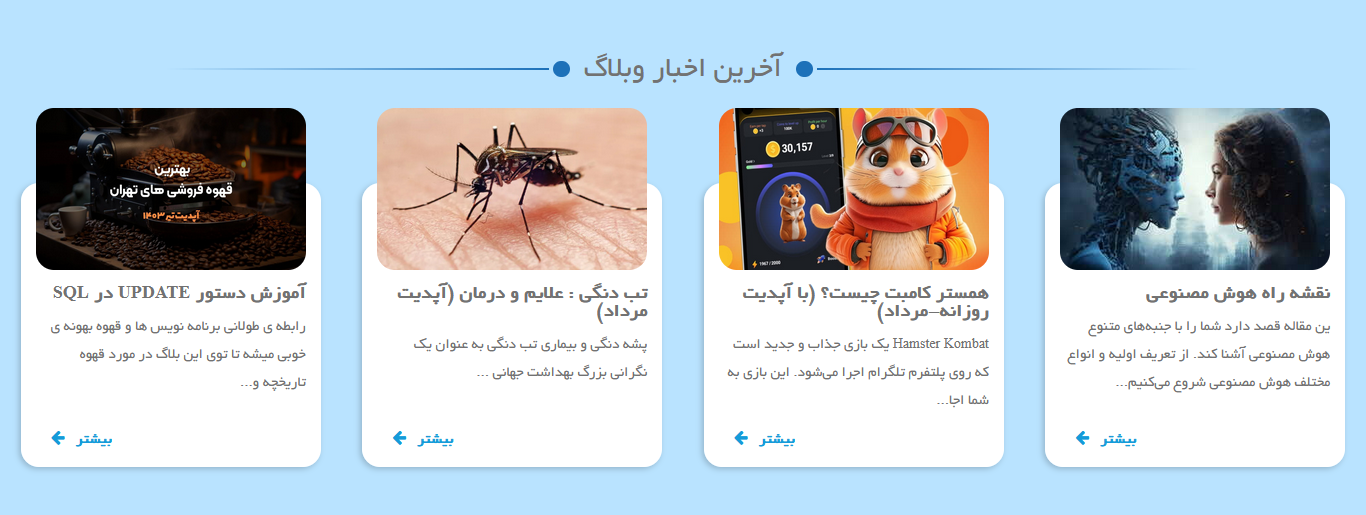 آخرین اخبار وبلاگ
نقشه راه هوش مصنوعی
ین مقاله قصد دارد شما را با جنبه‌های متنوع
هوش مصنوعی آشنا کند. از تعریف اولیه و انواع
مختلف هوش مصنوعی شروع می‌کنیم...
بیشتر
30,157
1967 / 2000
همستر کامبت چیست؟ (با آپدیت
روزانه–مرداد)
Hamster Kombat یک بازی جذاب و جدید است
که روی پلتفرم تلگرام اجرا می‌شود. این بازی به
شما اجا...
بیشتر
تب دنگی : علایم و درمان (آپدیت
مرداد)
پشه دنگی و بیماری تب دنگی به عنوان یک
نگرانی بزرگ بهداشت جهانی ...
بیشتر
بهترین
قهوه فروشی های تهران
آپدیت تیر ۱۴۰۳
آموزش دستور UPDATE در SQL
رابطه ی طولانی برنامه نویس ها و قهوه بهونه ی
خوبی میشه تا توی این بلاگ در مورد قهوه
تاریخچه و...
بیشتر